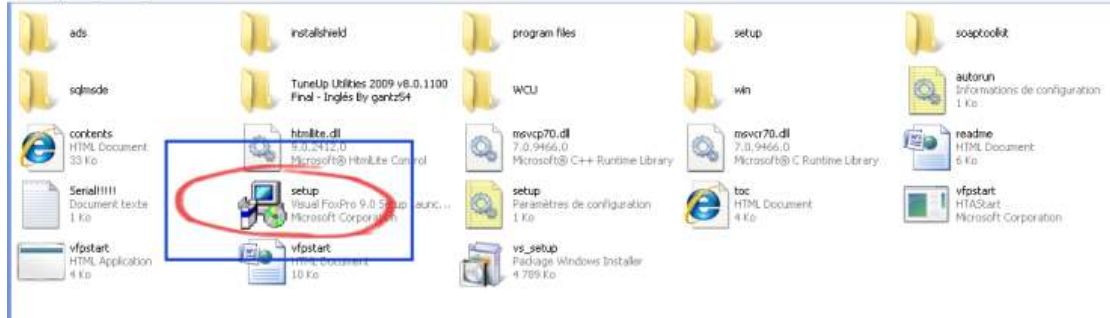 ads
installshield
program files
setup
soaptoolkit
sqlmsde
TuneUp Utilities 2009 v8.0.1100
Final - Inglés By gantz54
WCU
win
autorun
Informations de configuration
1 Ko
contents
HTML Document
33 Ko
htmlite.dll
9.0.2412.0
Microsoft® HtmlLite Control
msvcp70.dll
7.0.9466.0
Microsoft® C++ Runtime Library
msvcr70.dll
7.0.9466.0
Microsoft® C Runtime Library
readme
HTML Document
6 Ko
Serial!!!!!
Document texte
1 Ko
setup
Visual FoxPro 9.0 Setup Launc...
Microsoft Corporation
setup
Paramètres de configuration
1 Ko
toc
HTML Document
4 Ko
vfpstart
HTAStart
Microsoft Corporation
vfpstart
HTML Application
4 Ko
vfpstart
HTML Document
10 Ko
vs_setup
Package Windows Installer
4 789 Ko